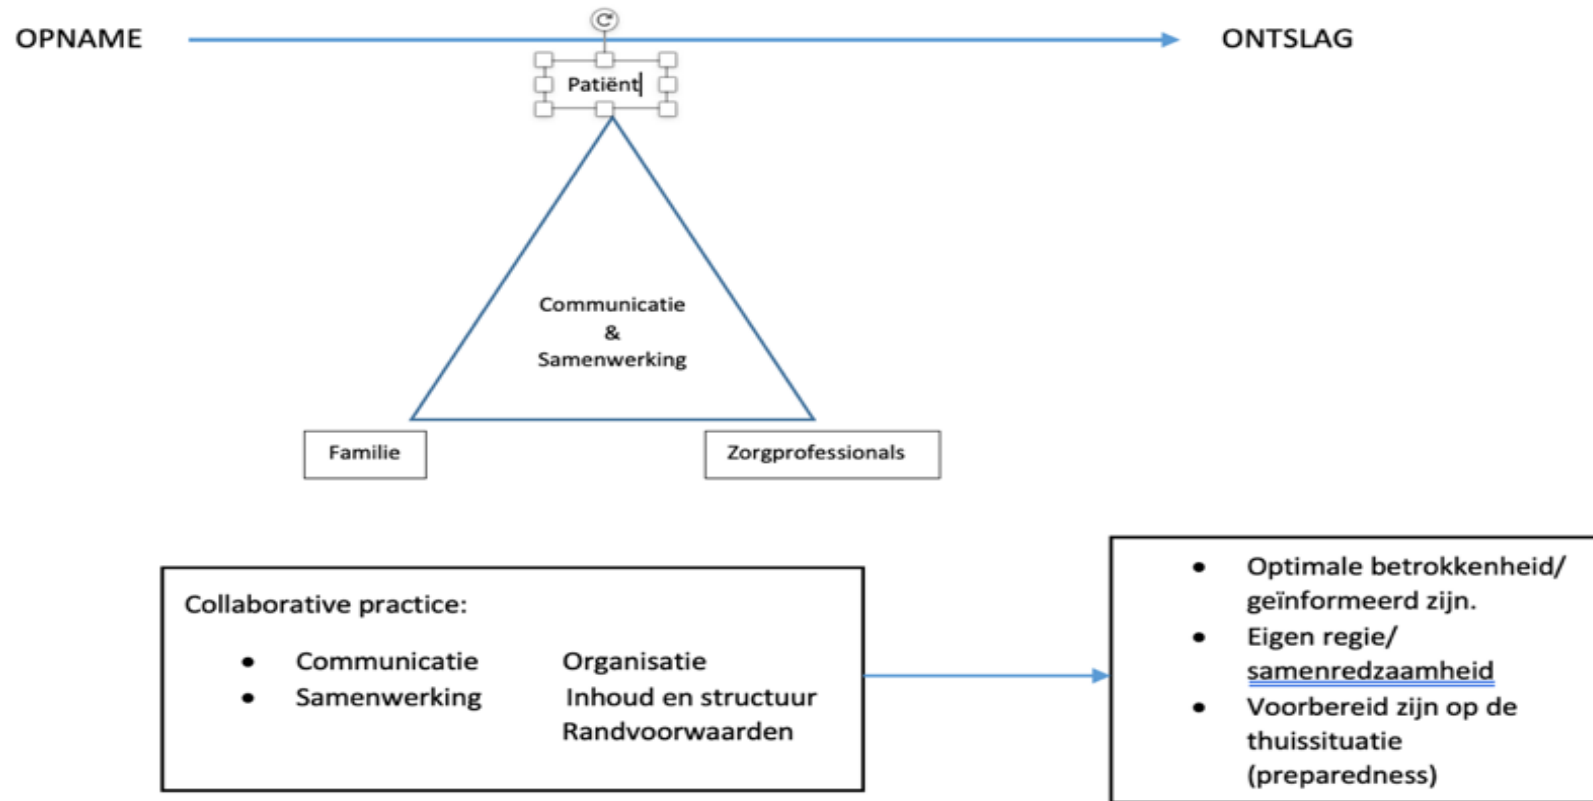 OPNAME
ONTSLAG
Patiënt
Communicatie
&
Samenwerking
Familie
Zorgprofessionals
Collaborative practice:
• Communicatie Organisatie
• Samenwerking Inhoud en structuur
Randvoorwaarden
• Optimale betrokkenheid/
geïnformeerd zijn.
• Eigen regie/
samenredzaamheid
• Voorbereid zijn op de
thuissituatie
(preparedness)